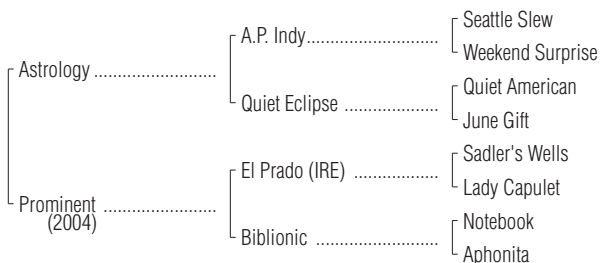 Seattle Slew
A.P. Indy..............................
Weekend Surprise
Astrology ............................
Quiet American
Quiet Eclipse ......................
June Gift
Sadler's Wells
El Prado (IRE) ....................
Lady Capulet
Prominent ..........................
(2004)
Notebook
Biblionic ............................
Aphonita